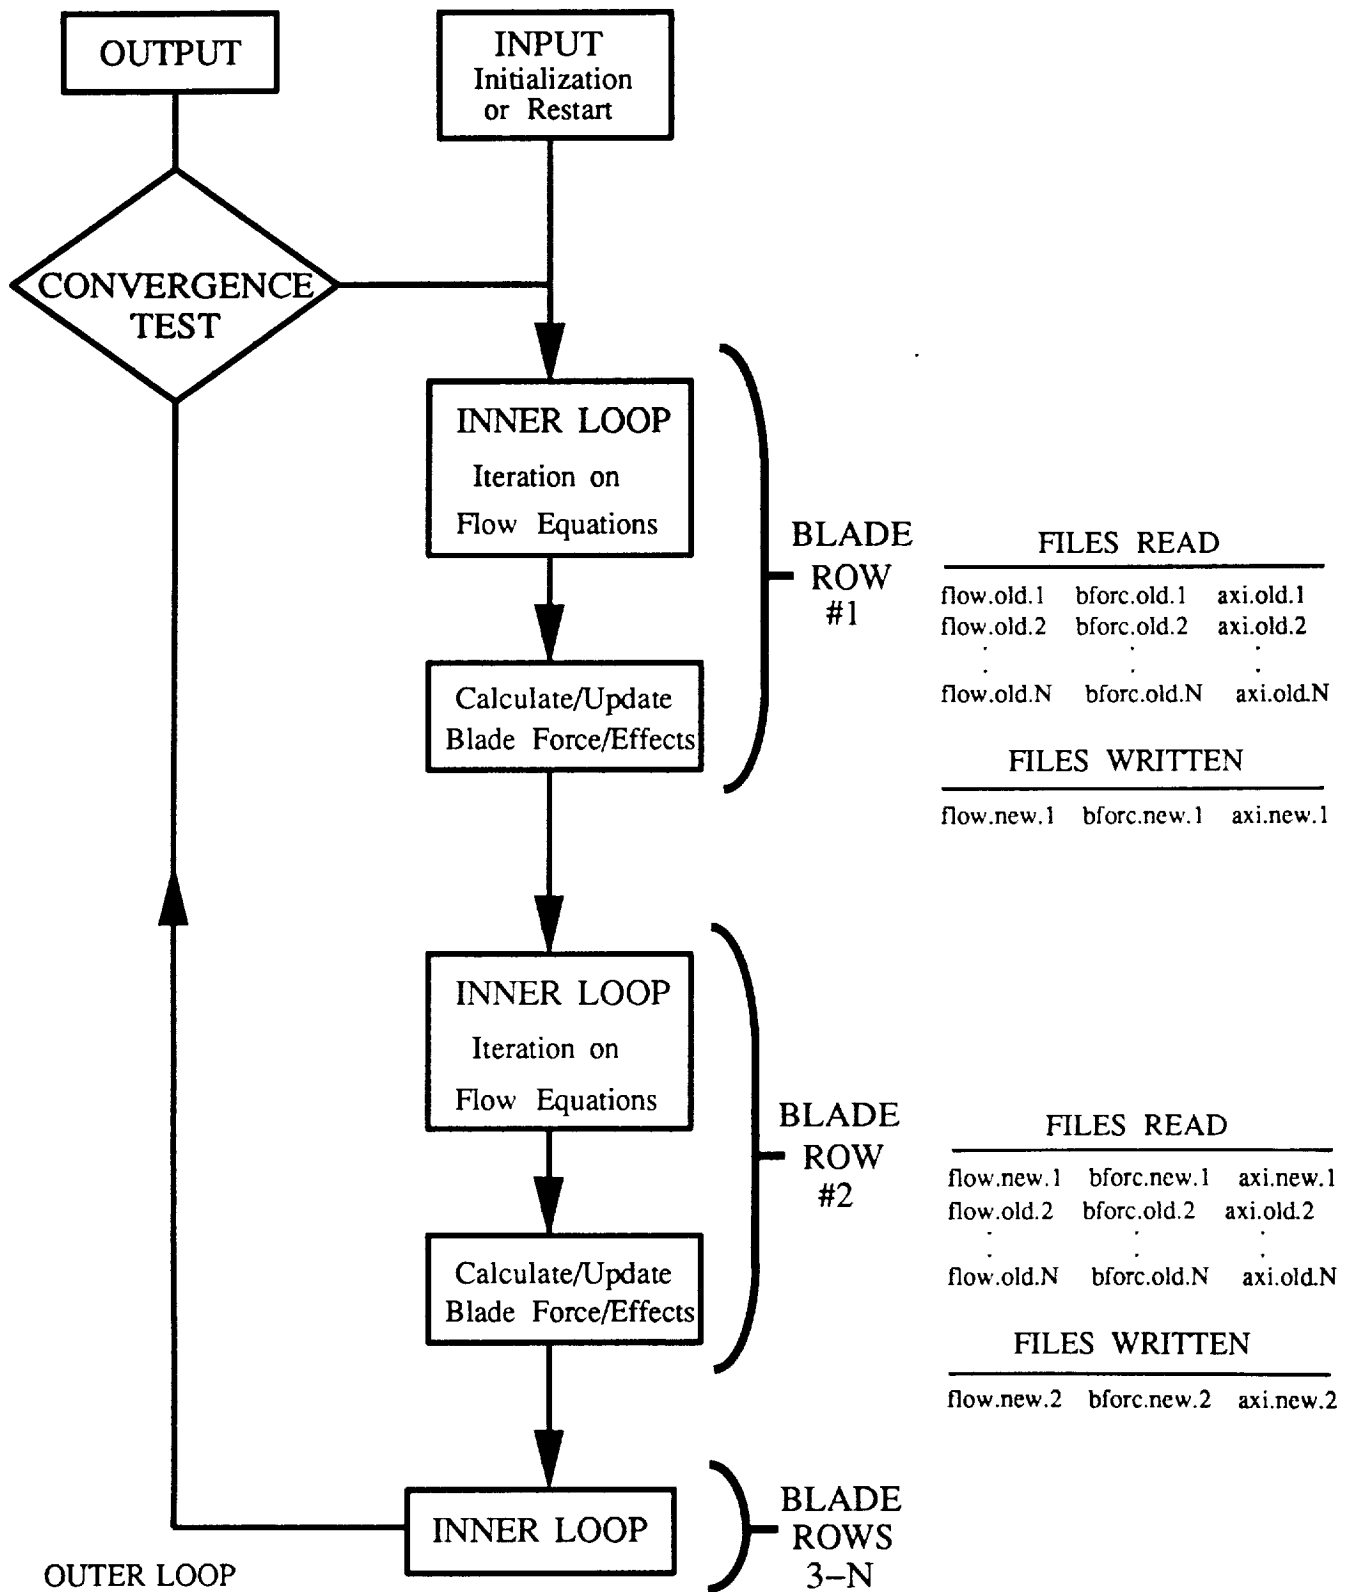 OUTPUT
INPUT
Initialization
or Restart
CONVERGENCE
TEST
INNER LOOP
Iteration on
Flow Equations
Calculate/Update
Blade Force/Effects
BLADE
ROW
#1
FILES READ
flow.old.1 bforc.old.1 axi.old.1
flow.old.2 bforc.old.2 axi.old.2
flow.old.N bforc.old.N axi.old.N
FILES WRITTEN
flow.new.1 bforc.new.1 axi.new.1
INNER LOOP
Iteration on
Flow Equations
Calculate/Update
Blade Force/Effects
BLADE
ROW
#2
FILES READ
flow.new.1 bforc.new.1 axi.new.1
flow.old.2 bforc.old.2 axi.old.2
flow.old.N bforc.old.N axi.old.N
FILES WRITTEN
flow.new.2 bforc.new.2 axi.new.2
INNER LOOP
BLADE
ROWS
3–N
OUTER LOOP